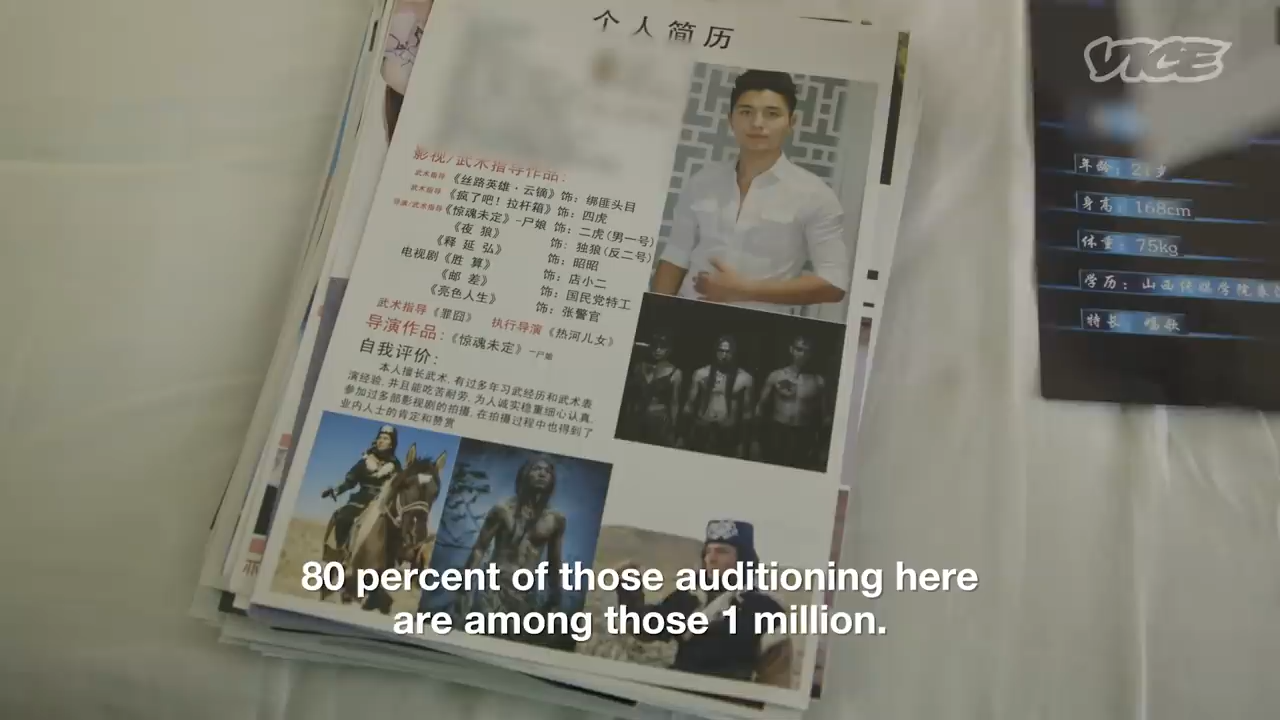 个人简历
VICE
影视/武术指导作品：
武术指导《丝路英雄·云镝》饰：绑匪头目
武术指导《疯了吧！拉杆箱》饰：四虎
导演/武术指导《惊魂未定》-尸娘 饰：二虎(男一号)
《夜 狼》 饰：独狼(反二号)
《释 延 弘》 饰：昭昭
电视剧《胜 算》 饰：店小二
《邮 差》 饰：国民党特工
《亮色人生》 饰：张警官
武术指导《罪囧》 执行导演《热河儿女》
导演作品：《惊魂未定》-尸娘
自我评价：
本人擅长武术，有过多年习武经历和武术表
演经验，并且能吃苦耐劳，为人诚实稳重细心认真，
参加过多部影视剧的拍摄，在拍摄过程中也得到了
业内人士的肯定和赞赏
年龄：21岁
身高：168cm
体重：75kg
学历：山西传媒学院
特长：唱歌
80 percent of those auditioning here
are among those 1 million.